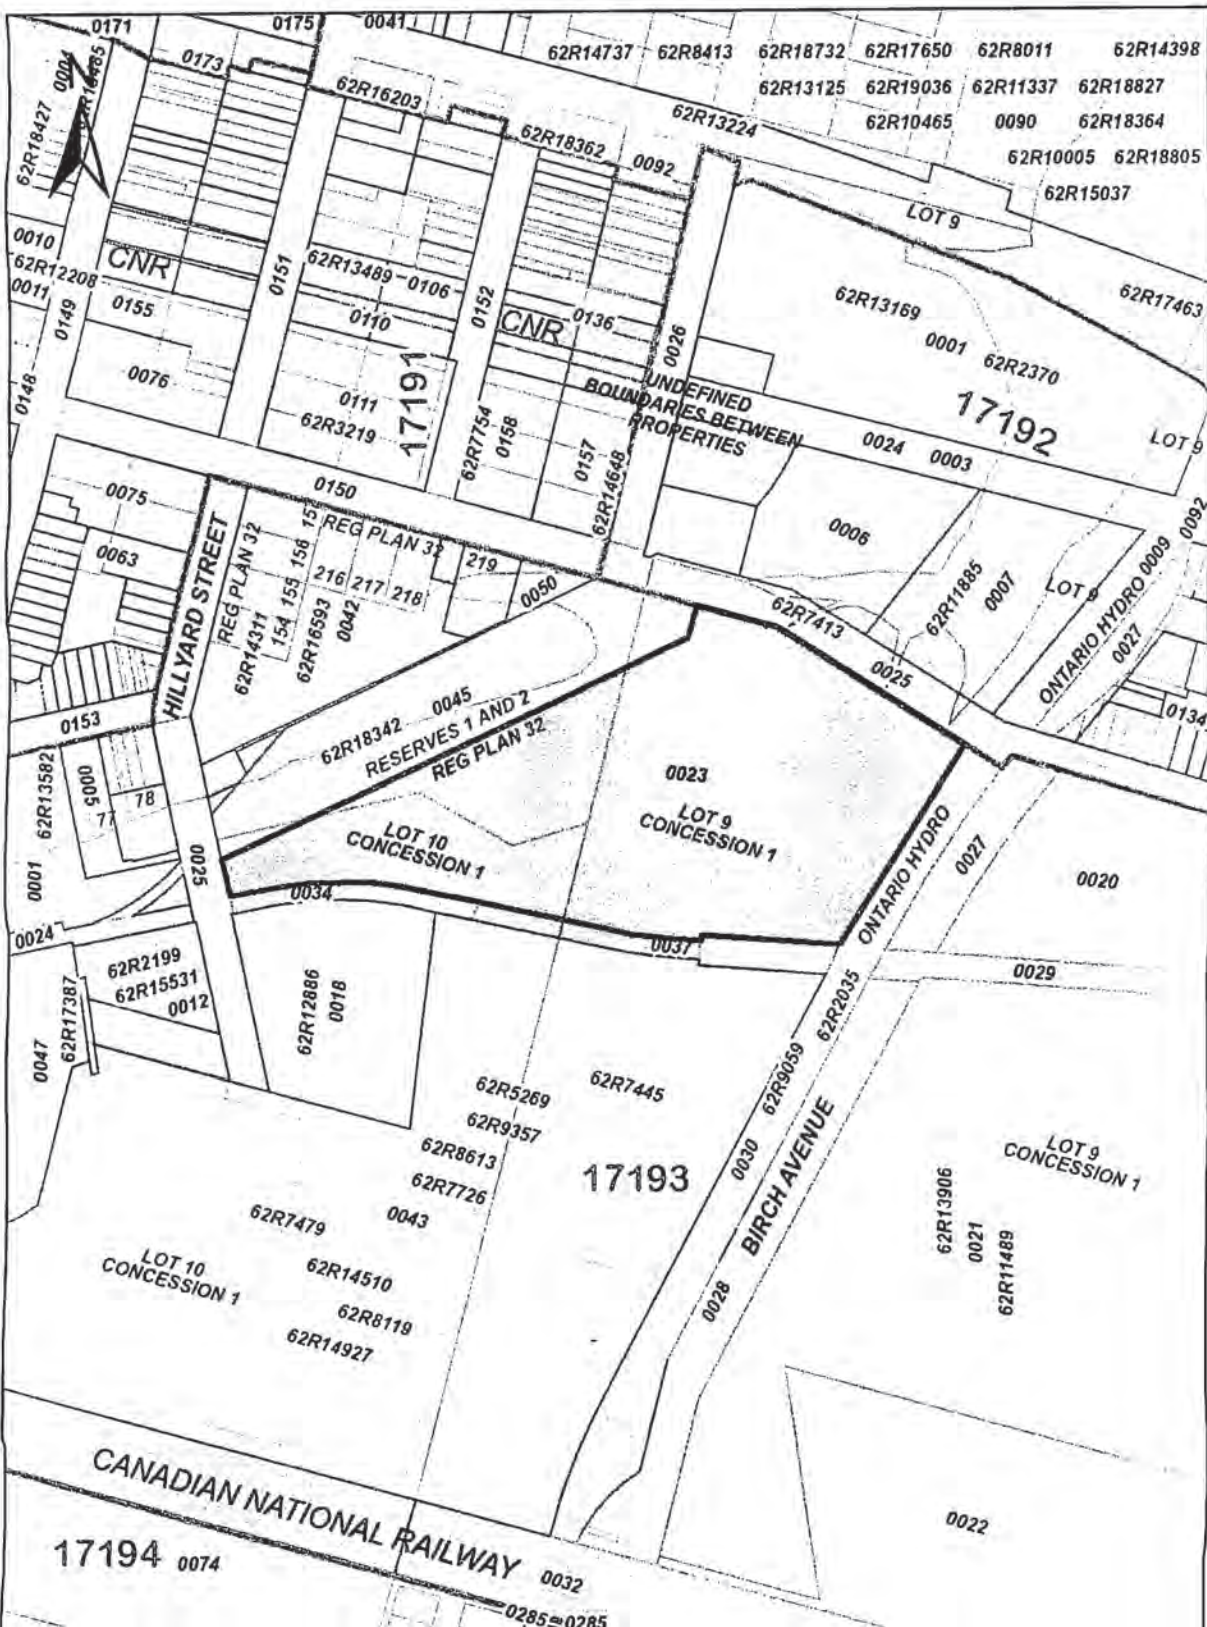 0171
0175
0041
0173
0004
62R18485
62R18427
62R16203
62R18362
0092
62R13224
62R14737 62R8413 62R18732 62R17650 62R8011 62R14398
62R13125 62R19036 62R11337 62R18827
62R10465 0090 62R18364
62R10005 62R18805
62R15037
LOT 9
62R17463
N
0010
62R12208
0011
CNR
0155
0149
0148
0076
0151
62R13489 0106
0110
0111
62R3219
17191
0152
CNR
0136
0026
62R7754
0158
0157
62R14648
UNDEFINED
BOUNDARIES BETWEEN
PROPERTIES
62R13169
0001 62R2370
17192
0024 0003
LOT 9
0092
0075
0063
0150
HILLYARD STREET
REG PLAN 32
REG PLAN 32
62R14311
154 155 156
216 217 218
219
62R16593
0042
0050
0006
62R11885
0007
LOT 9
ONTARIO HYDRO 0009
0027
0134
62R7413
0025
0153
62R13582
0005
77 78
0001
0025
62R18342 0045
RESERVES 1 AND 2
REG PLAN 32
0023
LOT 9
CONCESSION 1
LOT 10
CONCESSION 1
0034
0037
ONTARIO HYDRO
0027
0020
0029
0024
62R2199
62R15531
0012
62R17387
0047
62R12886
0018
62R2035
62R9059
0030
BIRCH AVENUE
0028
62R5269
62R7445
62R9357
62R8613
62R7726
0043
17193
62R7479
62R14510
62R8119
62R14927
LOT 10
CONCESSION 1
LOT 9
CONCESSION 1
62R13906
0021
62R11489
0022
CANADIAN NATIONAL RAILWAY
0032
17194 0074
0285 0285